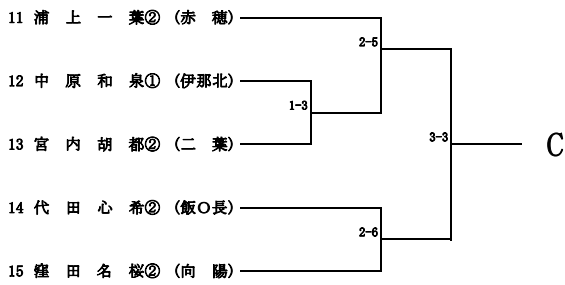 11 浦 上 一 葉② (赤 穂)
2-5
12 中 原 和 泉① (伊那北)
1-3
3-3
C
13 宮 内 胡 都② (二 葉)
14 代 田 心 希② (飯O長)
2-6
15 窪 田 名 桜② (向 陽)